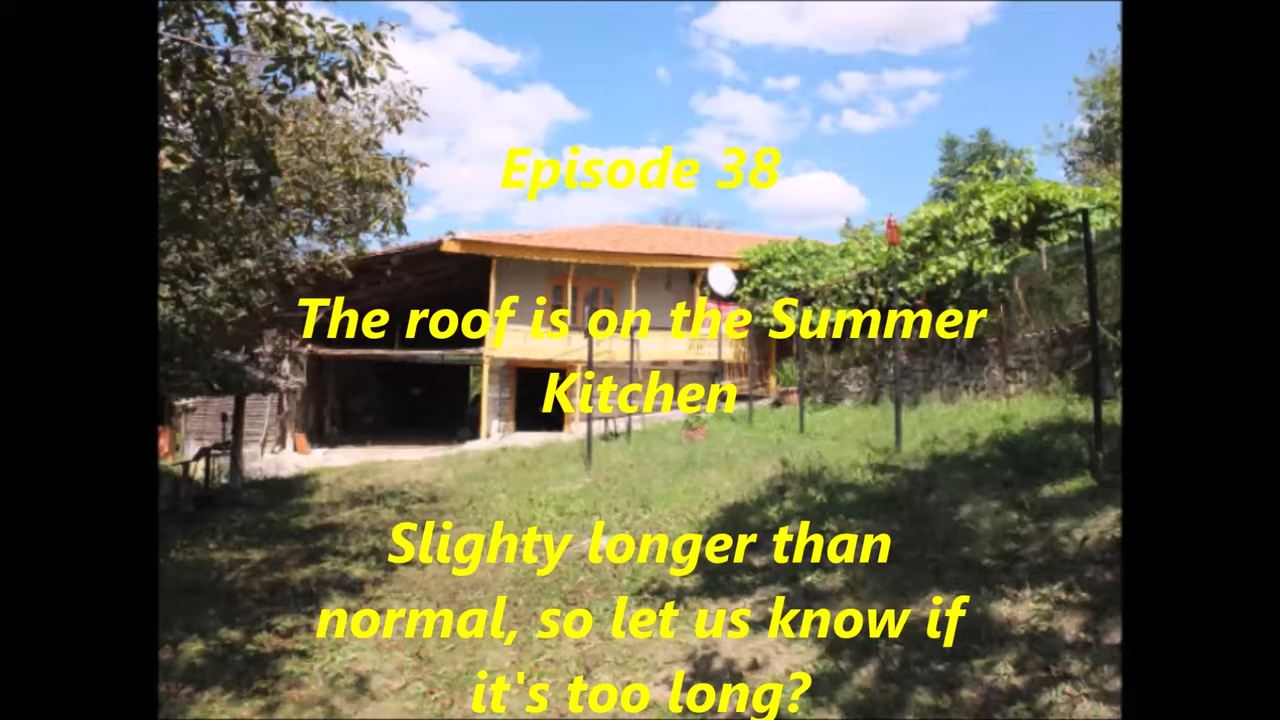 Episode 38
The roof is on the Summer
Kitchen
Slighty longer than
normal, so let us know if
it's too long?